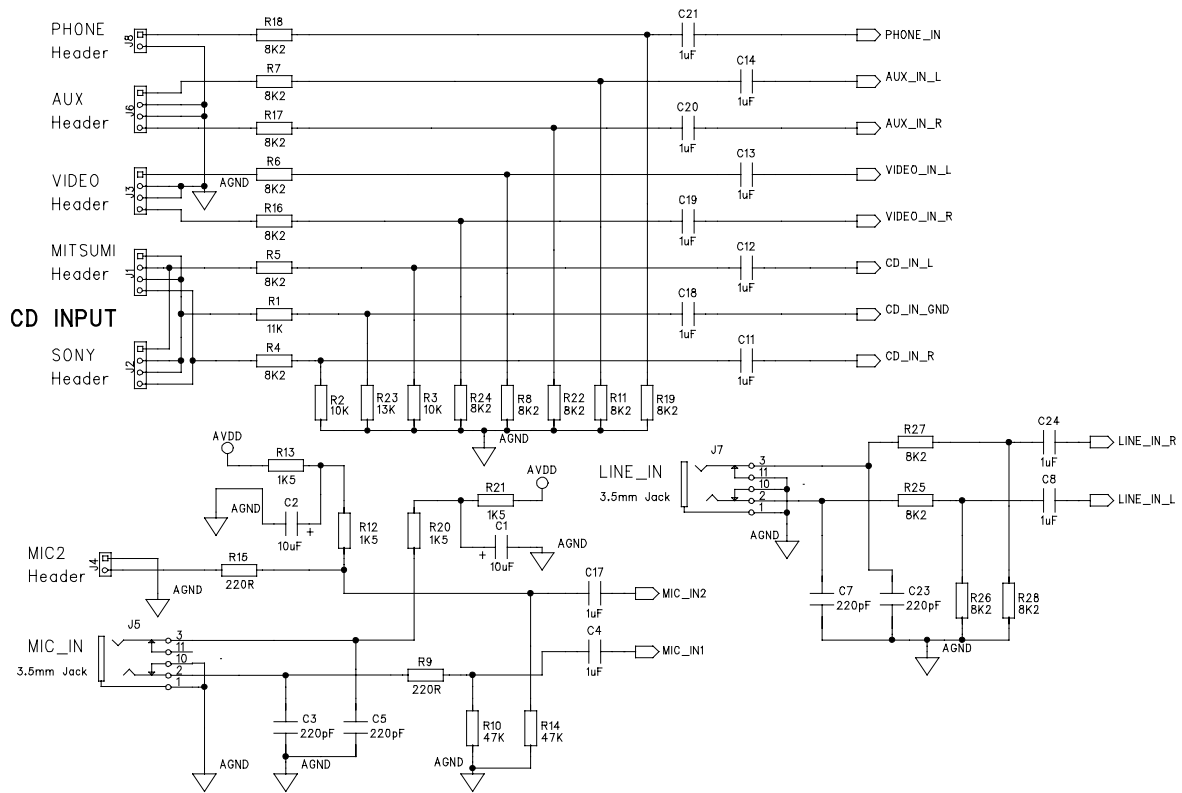 PHONE
Header
J8
R18
8K2
C21
1uF
PHONE_IN
R7
8K2
C14
1uF
AUX_IN_L
AUX
Header
J6
R17
8K2
C20
1uF
AUX_IN_R
VIDEO
Header
J3
AGND
R6
8K2
C13
1uF
VIDEO_IN_L
R16
8K2
C19
1uF
VIDEO_IN_R
MITSUMI
Header
J1
R5
8K2
C12
1uF
CD_IN_L
CD INPUT
R1
11K
C18
1uF
CD_IN_GND
SONY
Header
J2
R4
8K2
C11
1uF
CD_IN_R
R2
10K
R23
13K
R3
10K
R24
8K2
R8
8K2
R22
8K2
R11
8K2
R19
8K2
AGND
AVDD
R13
1K5
AGND
C2
+
10uF
R12
1K5
R20
1K5
R21
1K5
AVDD
C1
+
10uF
AGND
MIC2
Header
J4
R15
220R
AGND
C17
1uF
MIC_IN2
MIC_IN
3.5mm Jack
J5
3
11
10
2
1
R9
220R
C4
1uF
MIC_IN1
C3
220pF
C5
220pF
R10
47K
R14
47K
AGND
AGND
AGND
LINE_IN
3.5mm Jack
J7
3
11
10
2
1
AGND
R27
8K2
C24
1uF
LINE_IN_R
R25
8K2
C8
1uF
LINE_IN_L
C7
220pF
C23
220pF
R26
8K2
R28
8K2
AGND